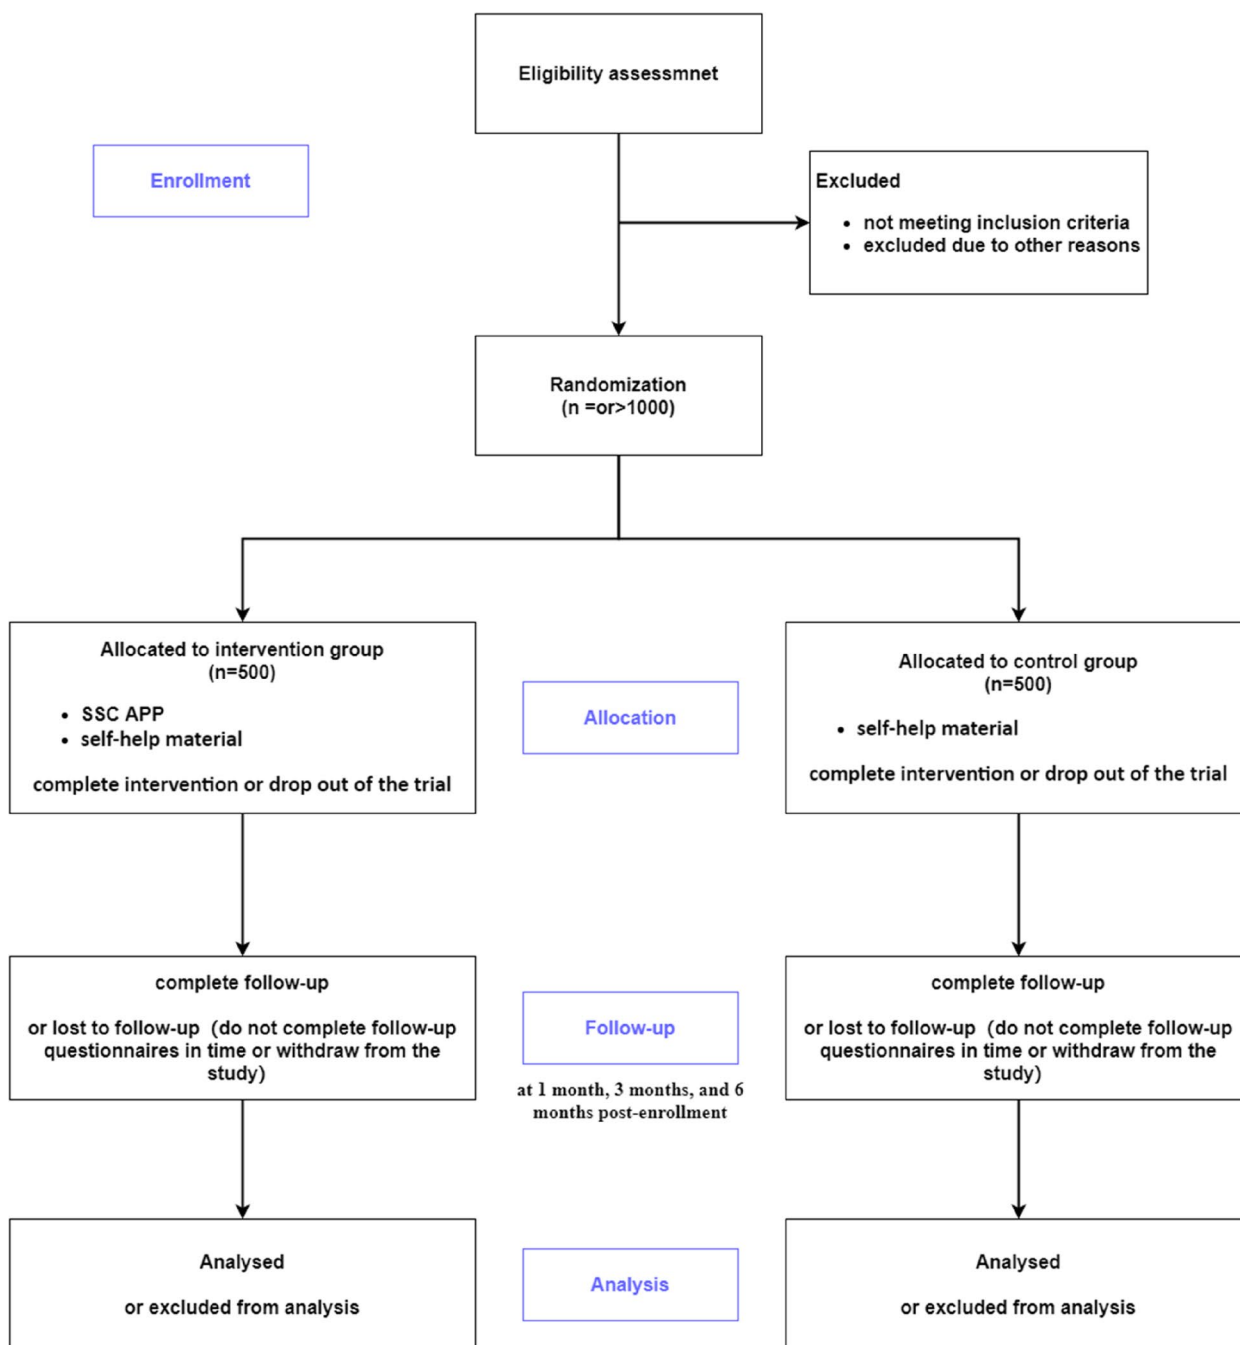 Eligibility assessmnet
Enrollment
Excluded
• not meeting inclusion criteria
• excluded due to other reasons
Randomization
(n =or>1000)
Allocated to intervention group
(n=500)
• SSC APP
• self-help material
complete intervention or drop out of the trial
Allocation
Allocated to control group
(n=500)
• self-help material
complete intervention or drop out of the trial
complete follow-up
or lost to follow-up（do not complete follow-up
questionnaires in time or withdraw from the
study）
Follow-up
at 1 month, 3 months, and 6
months post-enrollment
complete follow-up
or lost to follow-up（do not complete follow-up
questionnaires in time or withdraw from the
study）
Analysed
or excluded from analysis
Analysis
Analysed
or excluded from analysis